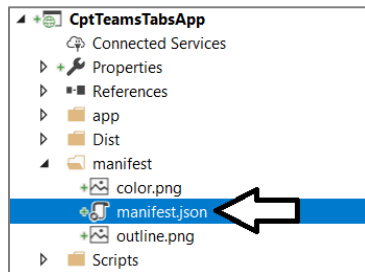 CptTeamsTabsApp
Connected Services
Properties
References
app
Dist
manifest
color.png
manifest.json
outline.png
Scripts